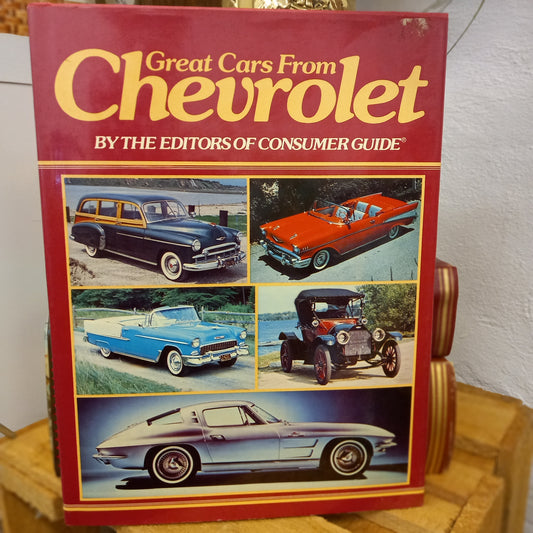 Great Cars From
Chevrolet
BY THE EDITORS OF CONSUMER GUIDE®